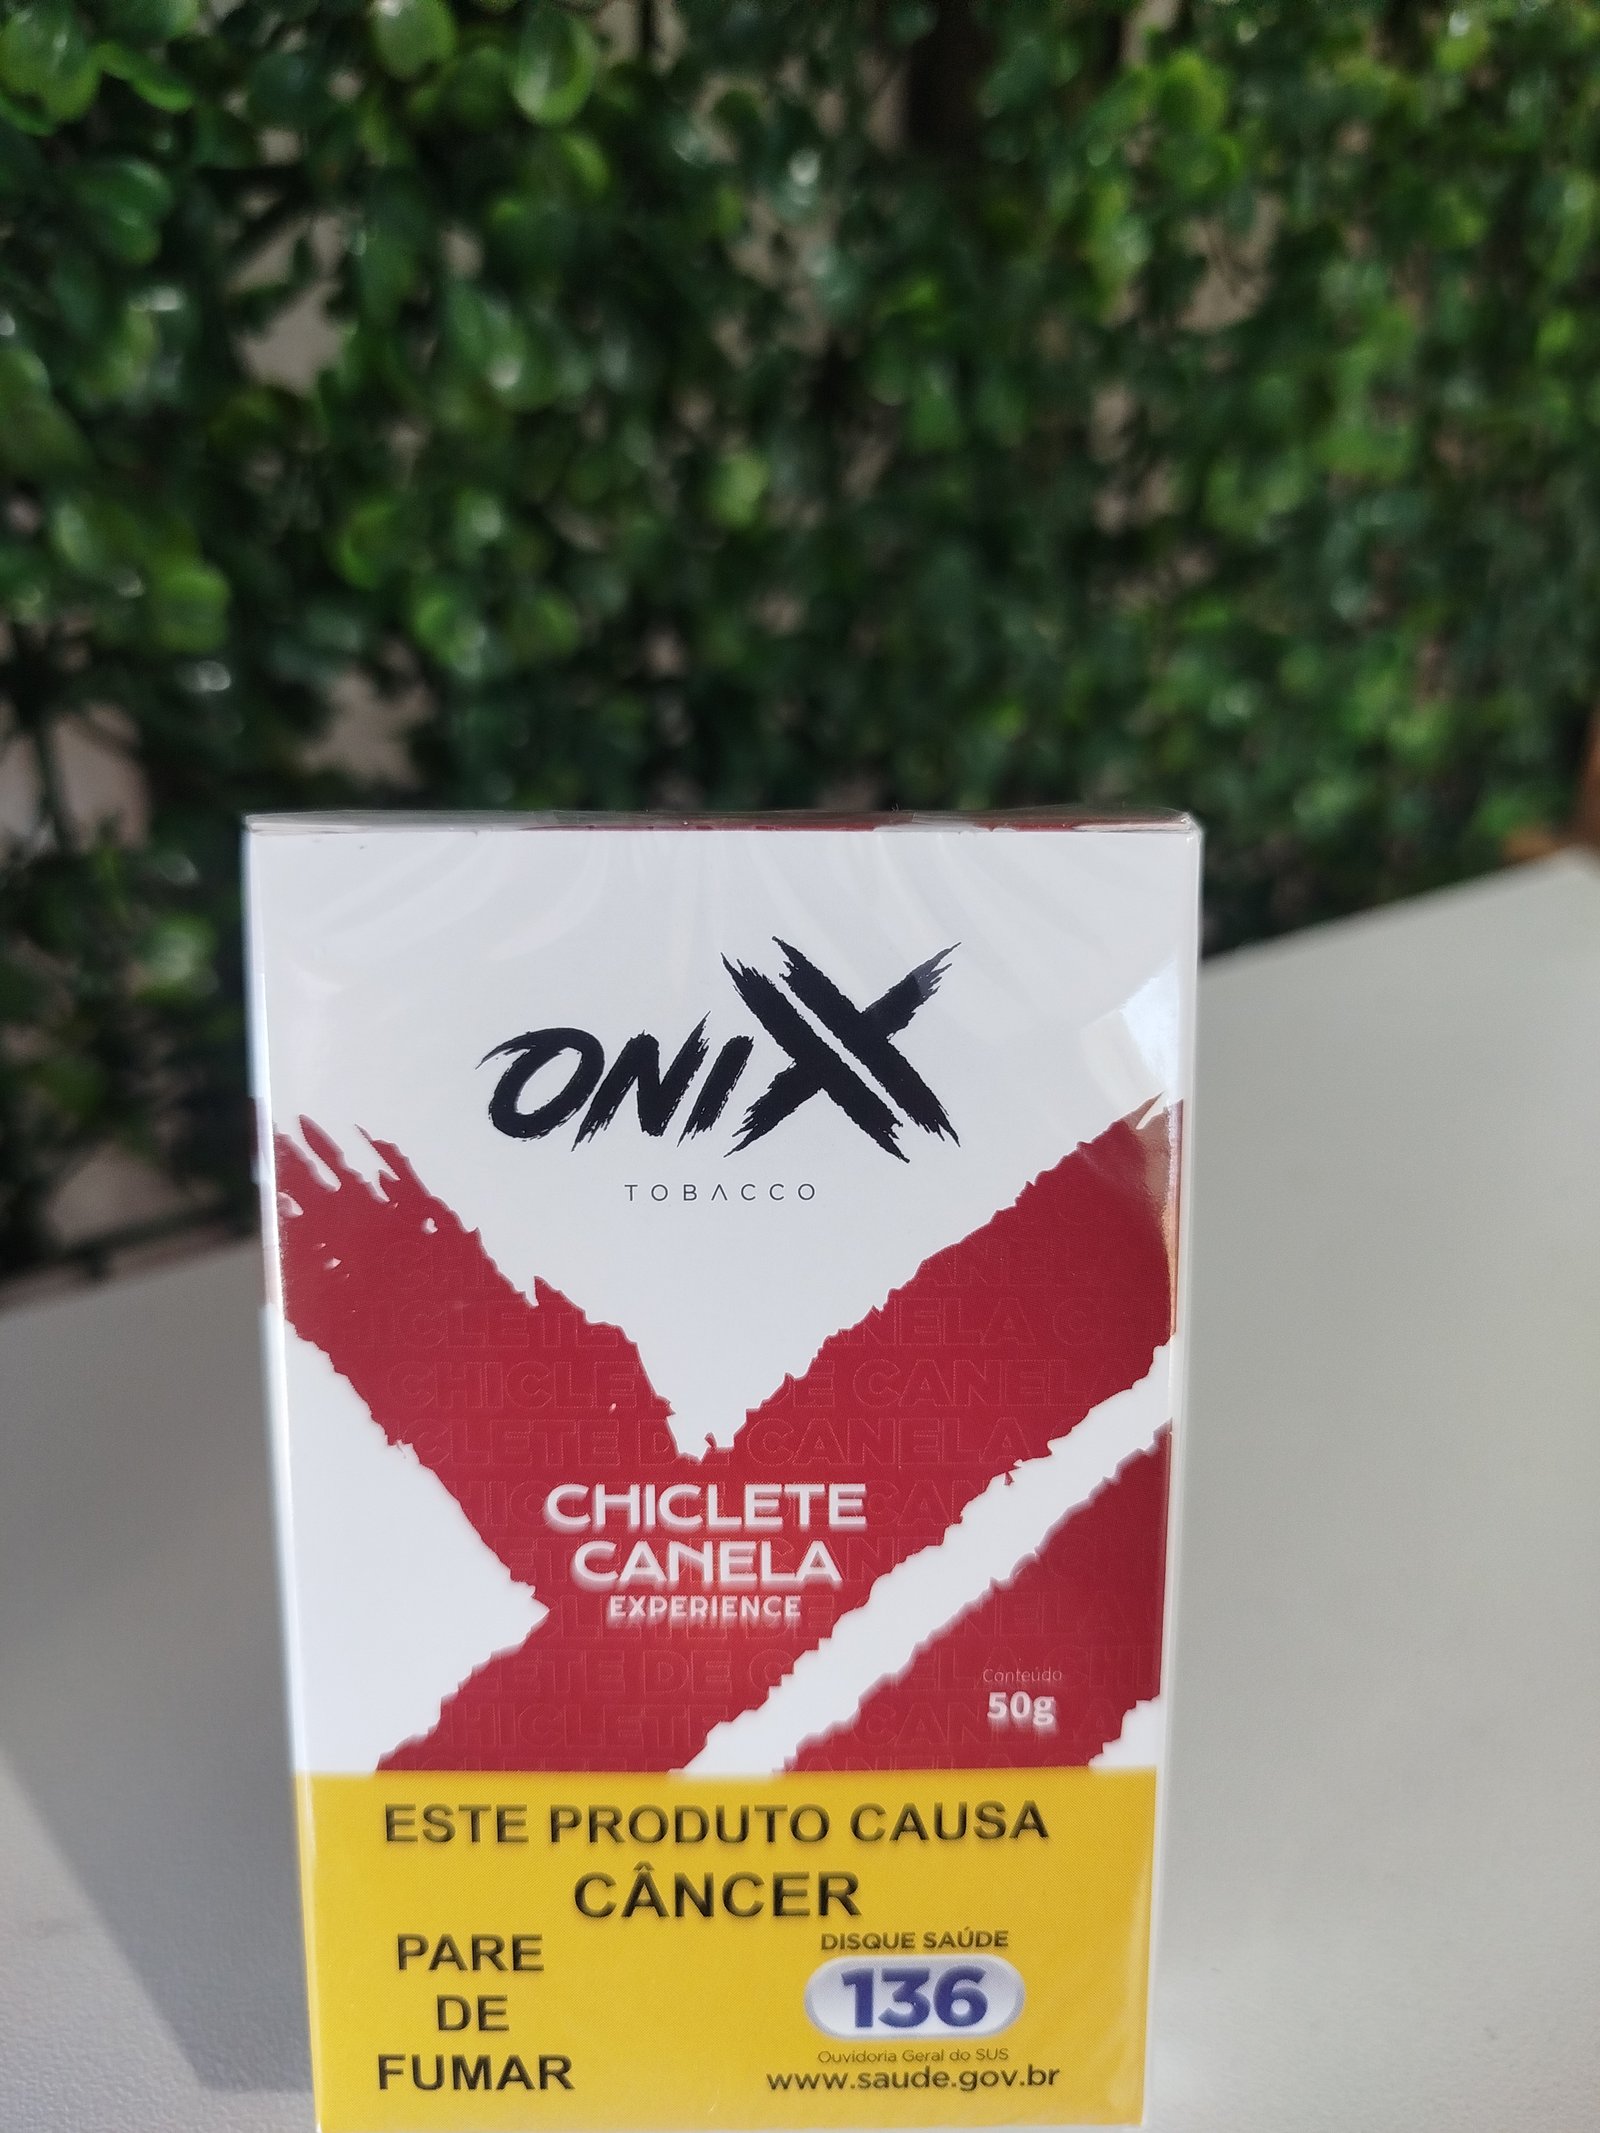 ONIX
TOBACCO
CHICLETE
CANELA
EXPERIENCE
Conteúdo
50g
ESTE PRODUTO CAUSA
CÂNCER
PARE
DE
FUMAR
DISQUE SAÚDE
136
Ouvidoria Geral do SUS
www.saude.gov.br